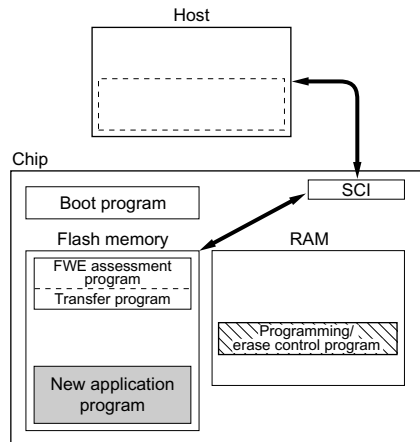 Host
Chip
SCI
Boot program
Flash memory
RAM
FWE assessment
program
Transfer program
Programming/
erase control program
New application
program